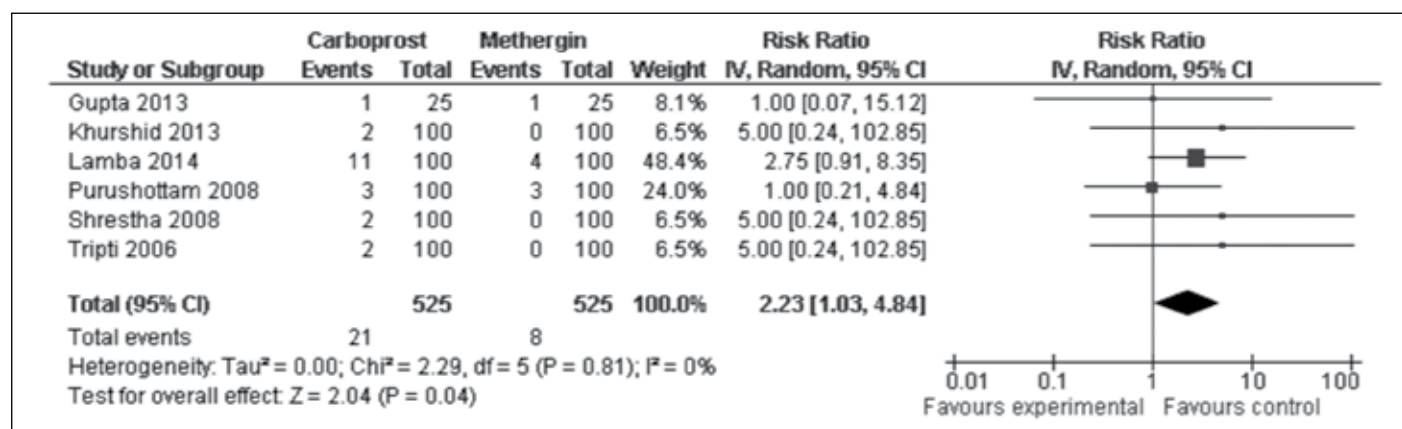 Carboprost Methergin Risk Ratio Risk Ratio
Study or Subgroup Events Total Events Total Weight IV, Random, 95% CI IV, Random, 95% CI
Gupta 2013 1 25 1 25 8.1% 1.00 [0.07, 15.12]
Khurshid 2013 2 100 0 100 6.5% 5.00 [0.24, 102.85]
Lamba 2014 11 100 4 100 48.4% 2.75 [0.91, 8.35]
Purushottam 2008 3 100 3 100 24.0% 1.00 [0.21, 4.84]
Shrestha 2008 2 100 0 100 6.5% 5.00 [0.24, 102.85]
Tripti 2006 2 100 0 100 6.5% 5.00 [0.24, 102.85]
Total (95% CI) 525 525 100.0% 2.23 [1.03, 4.84]
Total events 21 8
Heterogeneity: Tau² = 0.00; Chi² = 2.29, df = 5 (P = 0.81); I² = 0%
Test for overall effect: Z = 2.04 (P = 0.04)
0.01 0.1 1 10 100
Favours experimental Favours control